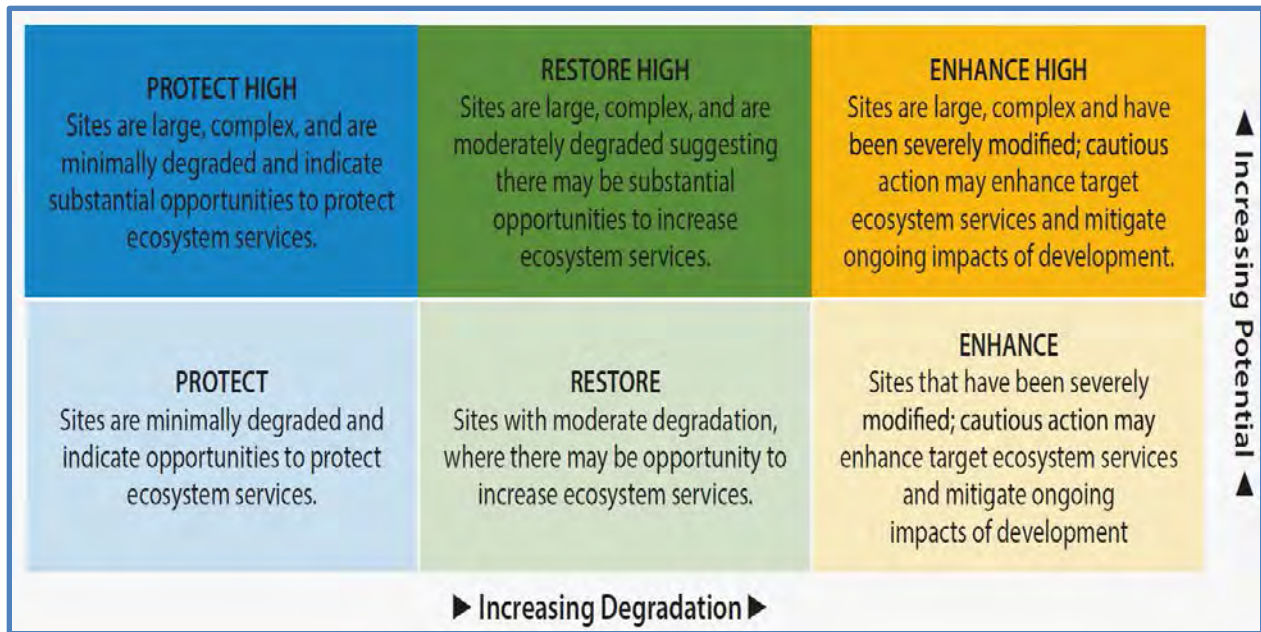 PROTECT HIGH
Sites are large, complex, and are
minimally degraded and indicate
substantial opportunities to protect
ecosystem services.
RESTORE HIGH
Sites are large, complex, and are
moderately degraded suggesting
there may be substantial
opportunities to increase
ecosystem services.
ENHANCE HIGH
Sites are large, complex and have
been severely modified; cautious
action may enhance target
ecosystem services and mitigate
ongoing impacts of development.
PROTECT
Sites are minimally degraded and
indicate opportunities to protect
ecosystem services.
RESTORE
Sites with moderate degradation,
where there may be opportunity to
increase ecosystem services.
ENHANCE
Sites that have been severely
modified; cautious action may
enhance target ecosystem services
and mitigate ongoing
impacts of development
▲ Increasing Potential ▲
▶ Increasing Degradation ▶